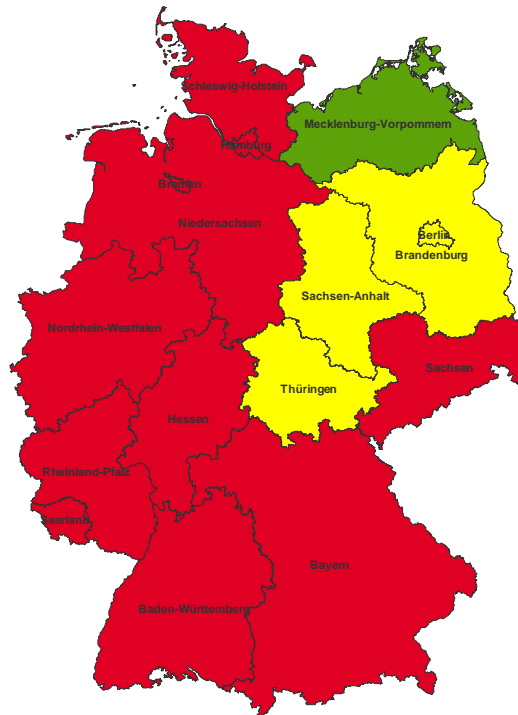 Schleswig-Holstein
Mecklenburg-Vorpommern
Hamburg
Bremen
Niedersachsen
Berlin
Brandenburg
Sachsen-Anhalt
Nordrhein-Westfalen
Sachsen
Thüringen
Hessen
Rheinland-Pfalz
Saarland
Bayern
Baden-Württemberg